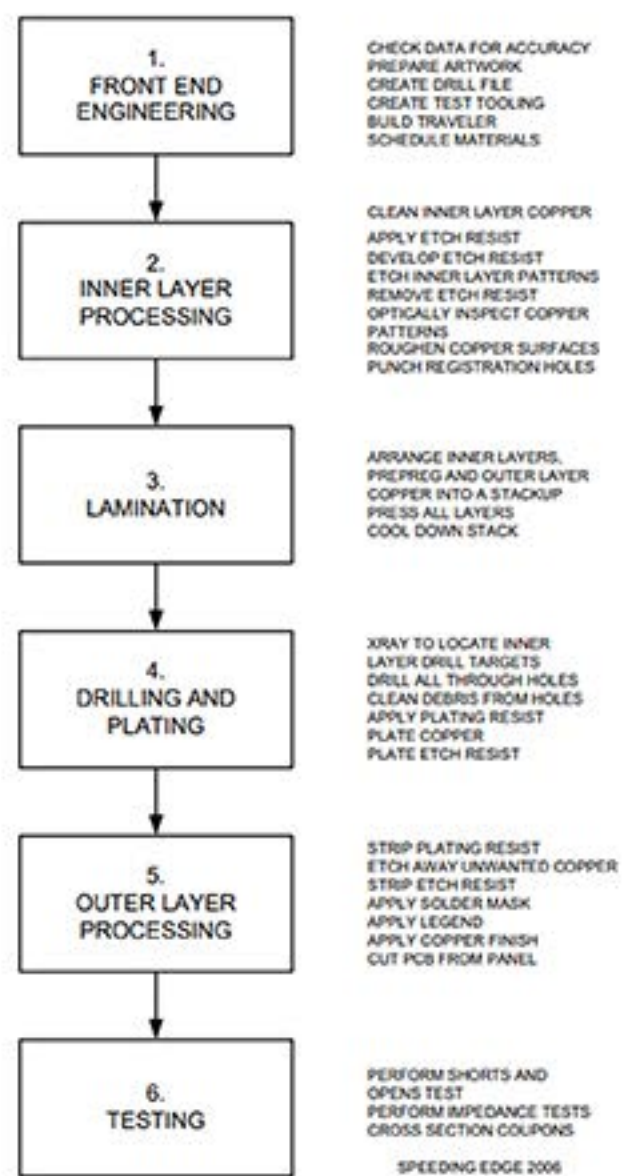 1.
FRONT END
ENGINEERING
CHECK DATA FOR ACCURACY
PREPARE ARTWORK
CREATE DRILL FILE
CREATE TEST TOOLING
BUILD TRAVELER
SCHEDULE MATERIALS
2.
INNER LAYER
PROCESSING
CLEAN INNER LAYER COPPER
APPLY ETCH RESIST
DEVELOP ETCH RESIST
ETCH INNER LAYER PATTERNS
REMOVE ETCH RESIST
OPTICALLY INSPECT COPPER
PATTERNS
ROUGHEN COPPER SURFACES
PUNCH REGISTRATION HOLES
3.
LAMINATION
ARRANGE INNER LAYERS,
PREPREG AND OUTER LAYER
COPPER INTO A STACKUP
PRESS ALL LAYERS
COOL DOWN STACK
4.
DRILLING AND
PLATING
XRAY TO LOCATE INNER
LAYER DRILL TARGETS
DRILL ALL THROUGH HOLES
CLEAN DEBRIS FROM HOLES
APPLY PLATING RESIST
PLATE COPPER
PLATE ETCH RESIST
5.
OUTER LAYER
PROCESSING
STRIP PLATING RESIST
ETCH AWAY UNWANTED COPPER
STRIP ETCH RESIST
APPLY SOLDER MASK
APPLY LEGEND
APPLY COPPER FINISH
CUT PCB FROM PANEL
6.
TESTING
PERFORM SHORTS AND
OPENS TEST
PERFORM IMPEDANCE TESTS
CROSS SECTION COUPONS
SPEEDING EDGE 2006